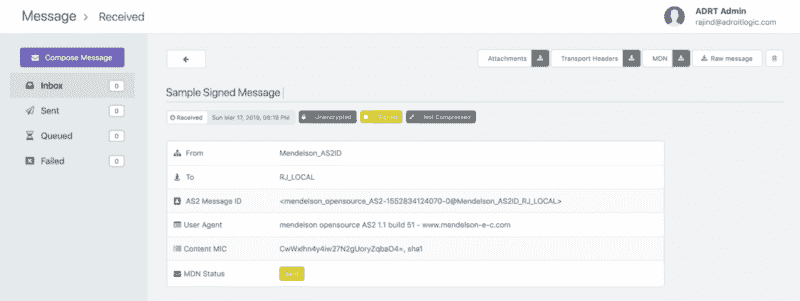 Message > Received
ADRT Admin
rajind@adroitlogic.com
Compose Message
Inbox 0
Sent 0
Queued 0
Failed 0
Attachments
Transport Headers
MDN
Raw message
Sample Signed Message
Received Sun Mar 17, 2019, 08:19 PM Unencrypted Signed Not Compressed
From Mendelson_AS2ID
To RJ_LOCAL
AS2 Message ID <mendelson_opensource_AS2-1552834124070-0@Mendelson_AS2ID_RJ_LOCAL>
User Agent mendelson opensource AS2 1.1 build 51 - www.mendelson-e-c.com
Content MIC CwWxlhn4y4iw27N2gUoryZqbaO4=, sha1
MDN Status Sent